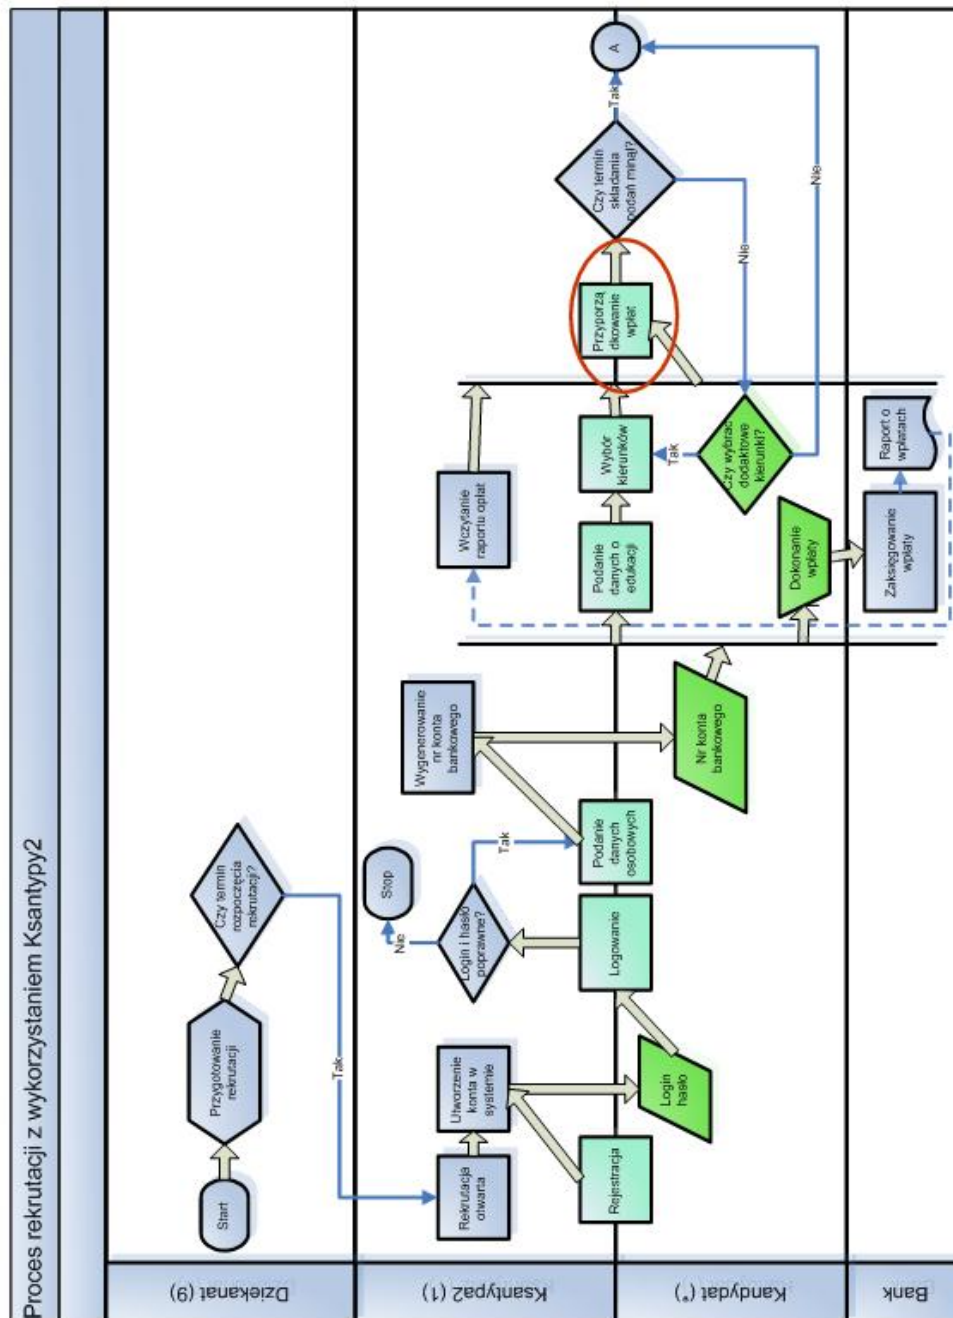 Proces rekrutacji z wykorzystaniem Ksantypy2
Dziekanat (9)
Start
Przygotowanie
rekrutacji
Czy termin
rozpoczęcia
rekrutacji?
Tak
Ksantypa2 (1)
Rekrutacja
otwarta
Utworzenie
konta w
systemie
Login i hasło
poprawne?
Nie
Stop
Tak
Wygenerowanie
nr konta
bankowego
Wczytanie
raportu opłat
Rejestracja
Logowanie
Podanie
danych
osobowych
Podanie
danych o
edukacji
Wybór
kierunków
Przyporzą
dkowanie
wpłat
Czy termin
składania
podań minął?
Tak
A
Kandydat (*)
Login
hasło
Nr konta
bankowego
Dokonanie
wpłaty
Czy wybrać
dodaktowe
kierunki?
Tak
Nie
Nie
Bank
Zaksięgowanie
wpłaty
Raport o
wpłatach